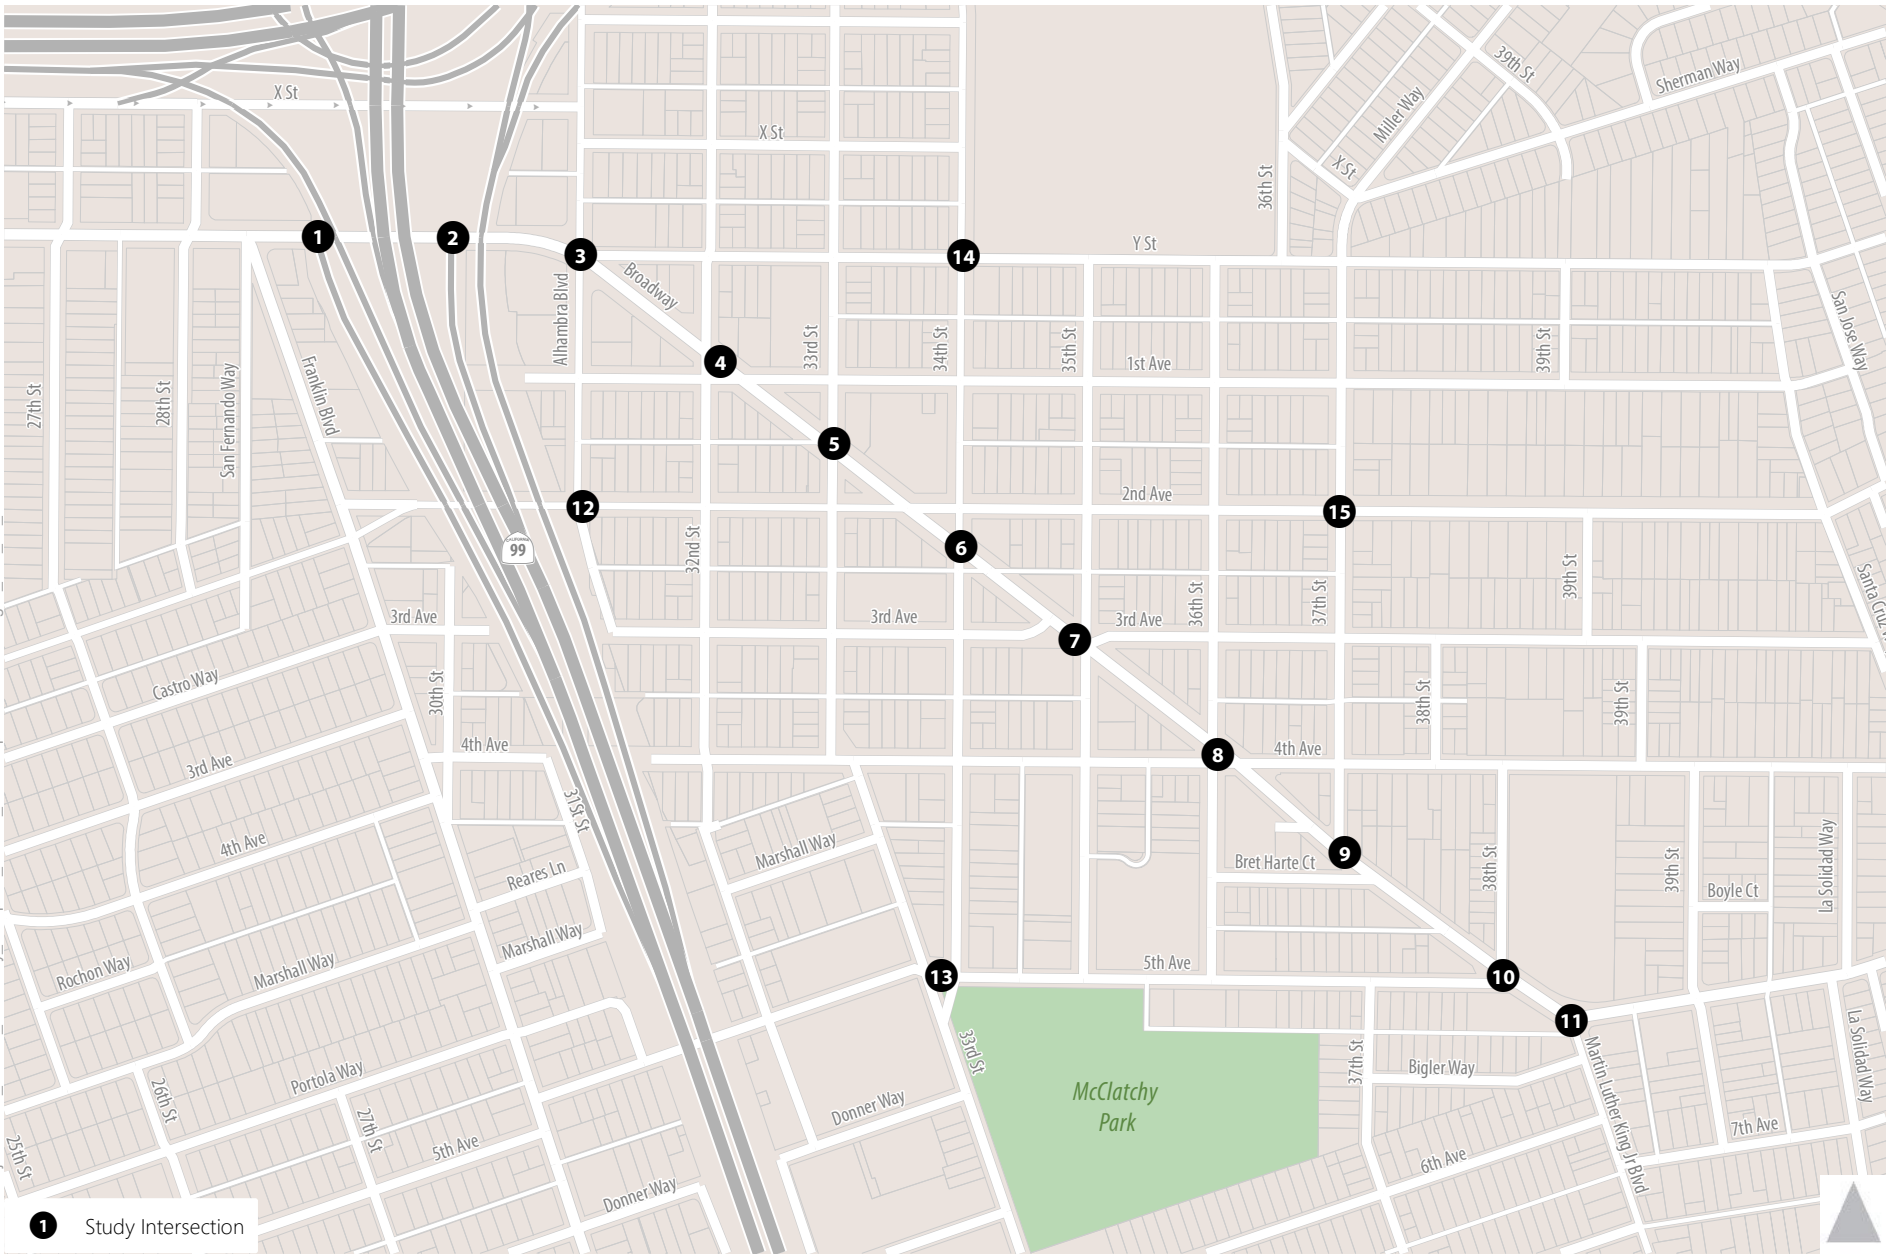 39th St
Sherman Way
X St
Miller Way
X St
X St
36th St
1
2
3
14
Y St
Broadway
Alhambra Blvd
33rd St
34th St
35th St
39th St
San Jose Way
4
1st Ave
27th St
28th St
San Fernando Way
Franklin Blvd
5
12
2nd Ave
15
CALIFORNIA
99
32nd St
6
36th St
37th St
39th St
Santa Cruz
3rd Ave
3rd Ave
3rd Ave
7
Castro Way
30th St
38th St
39th St
4th Ave
8
4th Ave
3rd Ave
31St St
4th Ave
Marshall Way
9
Bret Harte Ct
38th St
39th St
La Solidad Way
Boyle Ct
Reares Ln
Marshall Way
Rochon Way
Marshall Way
5th Ave
13
10
11
33rd St
37th St
Bigler Way
Martin Luther King Jr Blvd
La Solidad Way
McClatchy
Park
Portola Way
26th St
27th St
25th St
5th Ave
Donner Way
Donner Way
7th Ave
6th Ave
1 Study Intersection